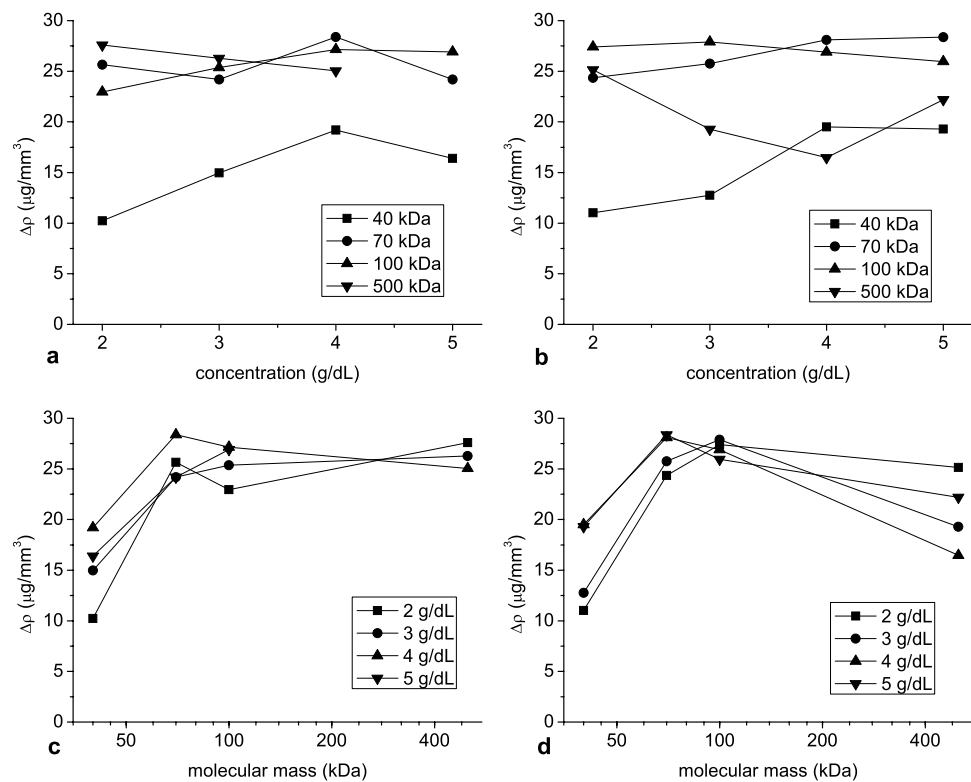 30
25
20
15
10
5
0
Δρ (μg/mm³)
40 kDa
70 kDa
100 kDa
500 kDa
2 3 4 5
a
concentration (g/dL)
30
25
20
15
10
5
0
Δρ (μg/mm³)
40 kDa
70 kDa
100 kDa
500 kDa
2 3 4 5
b
concentration (g/dL)
30
25
20
15
10
5
0
Δρ (μg/mm³)
2 g/dL
3 g/dL
4 g/dL
5 g/dL
50 100 200 400
c
molecular mass (kDa)
30
25
20
15
10
5
0
Δρ (μg/mm³)
2 g/dL
3 g/dL
4 g/dL
5 g/dL
50 100 200 400
d
molecular mass (kDa)